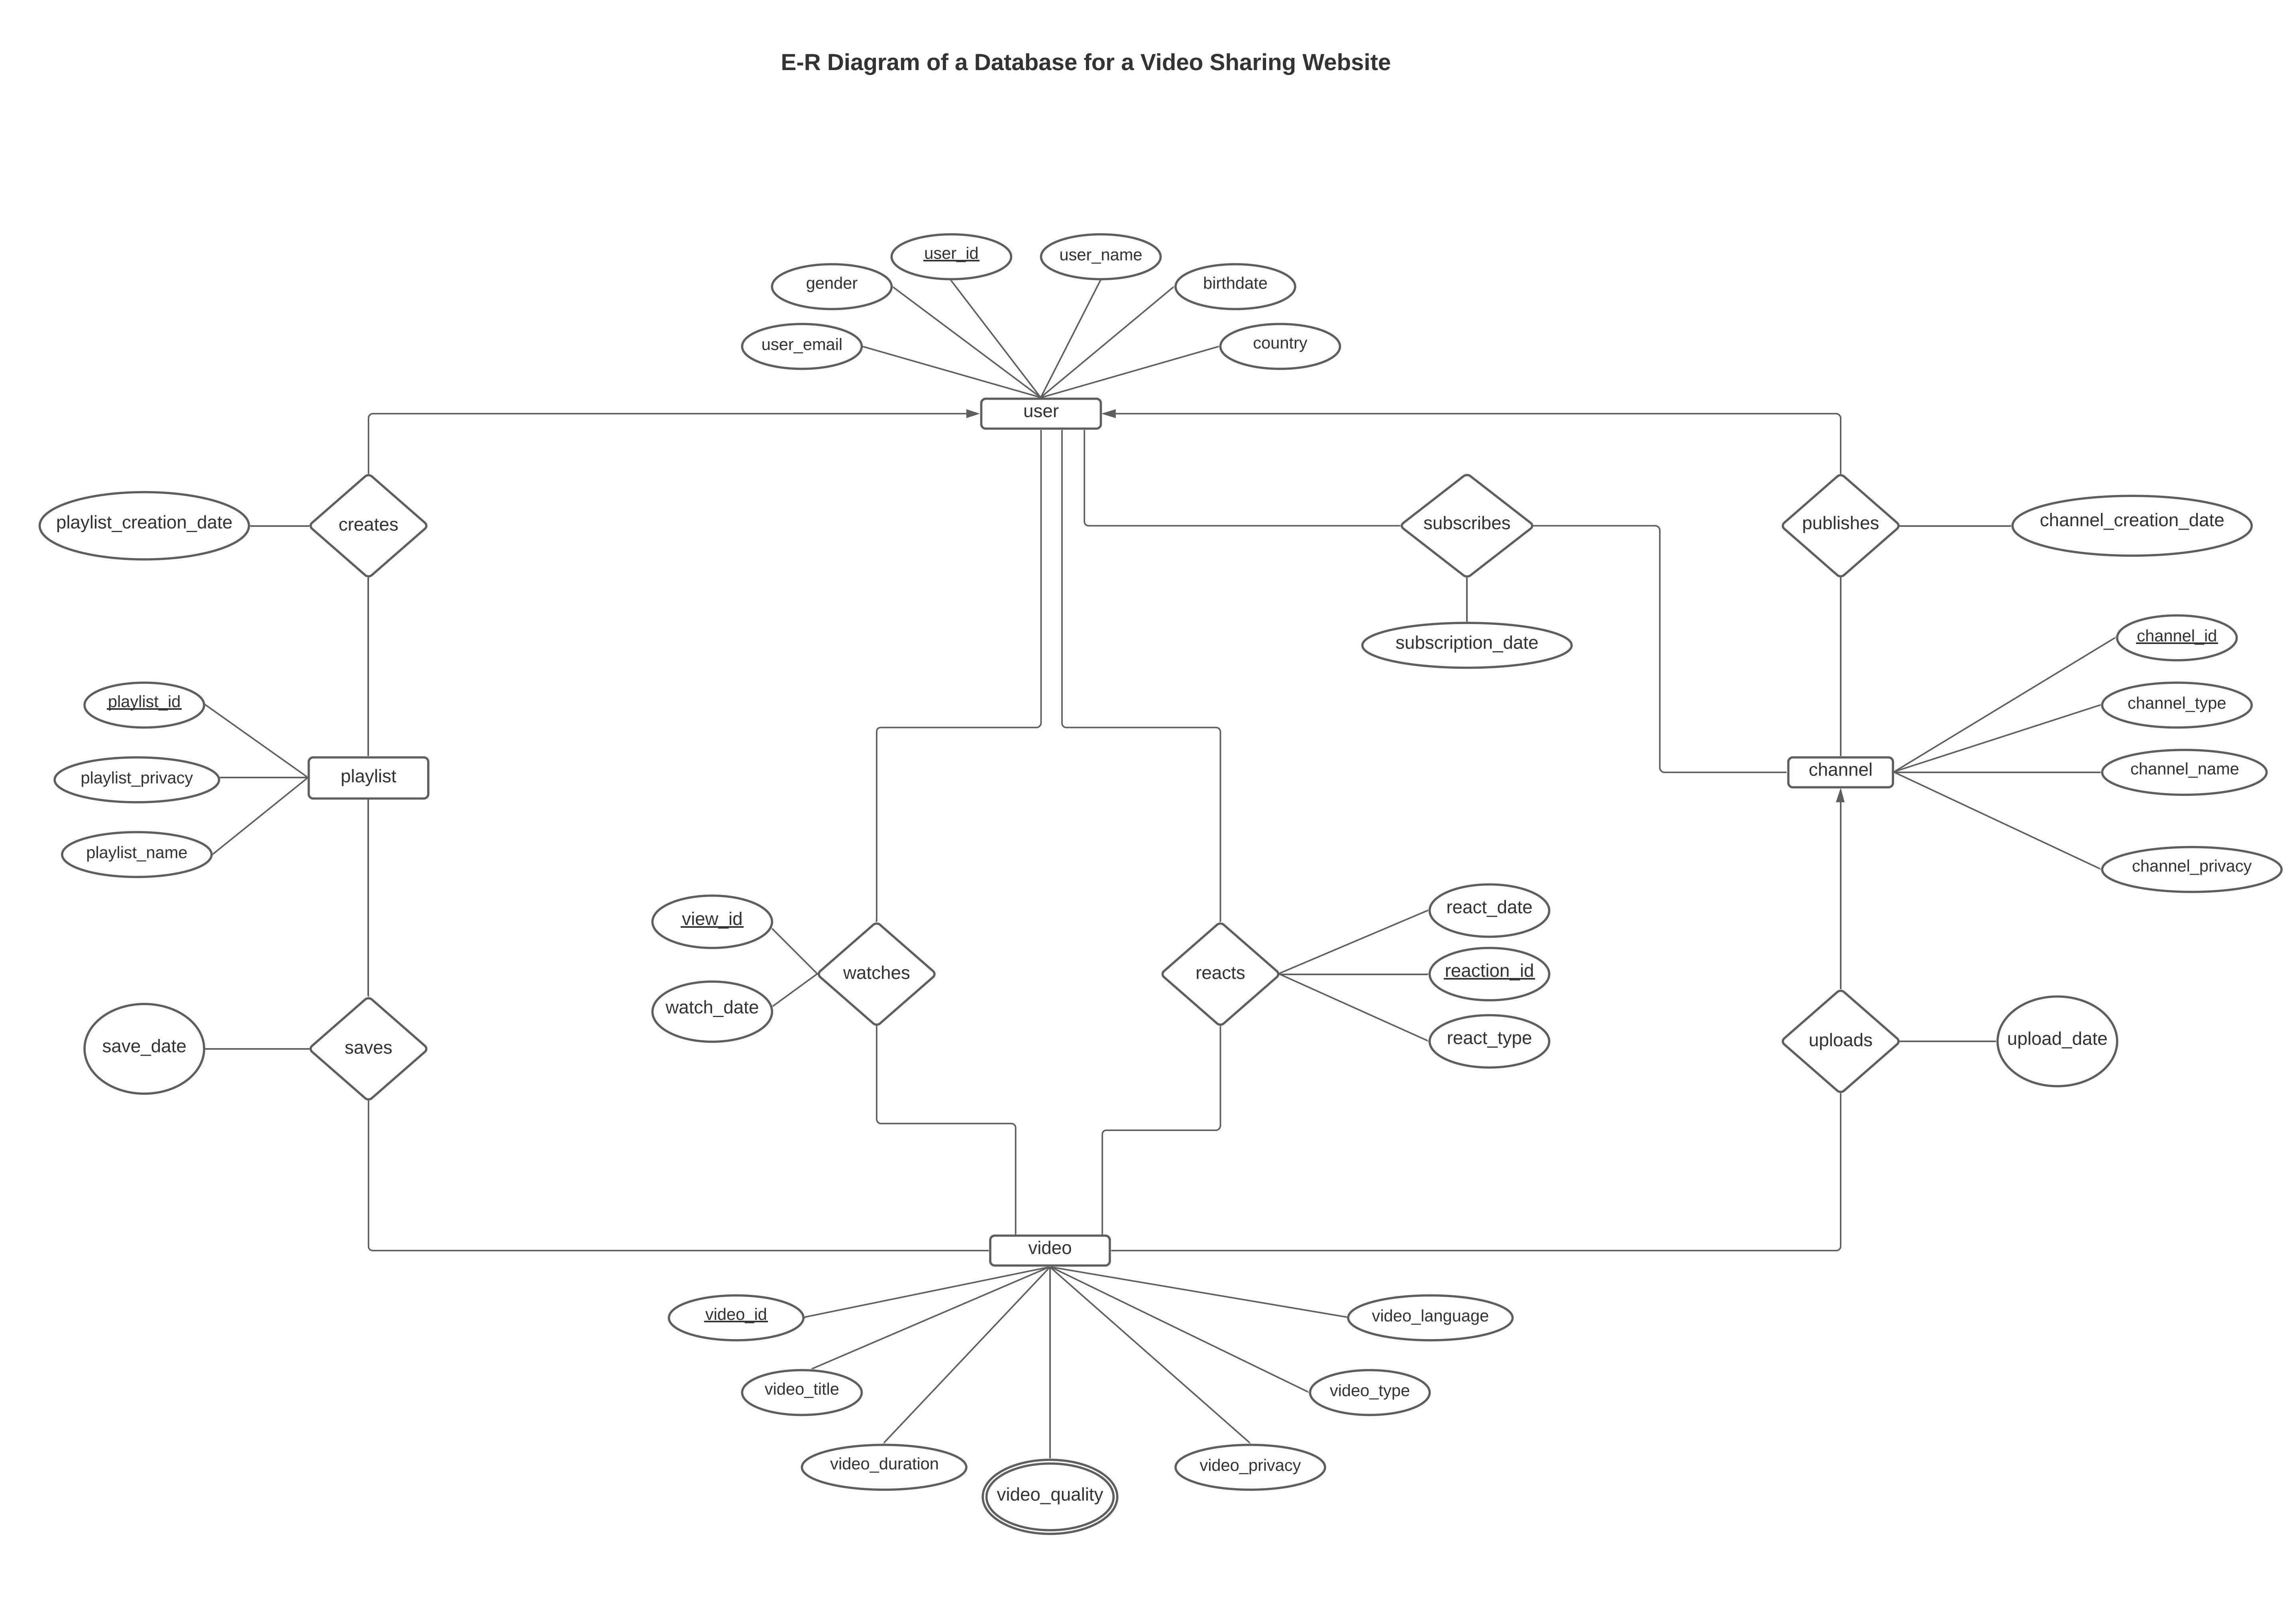 E-R Diagram of a Database for a Video Sharing Website
user_id
user_name
gender
birthdate
user_email
country
user
playlist_creation_date
creates
subscribes
publishes
channel_creation_date
subscription_date
channel_id
playlist_id
channel_type
playlist_privacy
playlist
channel
channel_name
playlist_name
channel_privacy
view_id
react_date
watches
reacts
reaction_id
watch_date
react_type
save_date
saves
uploads
upload_date
video
video_id
video_language
video_title
video_type
video_duration
video_privacy
video_quality